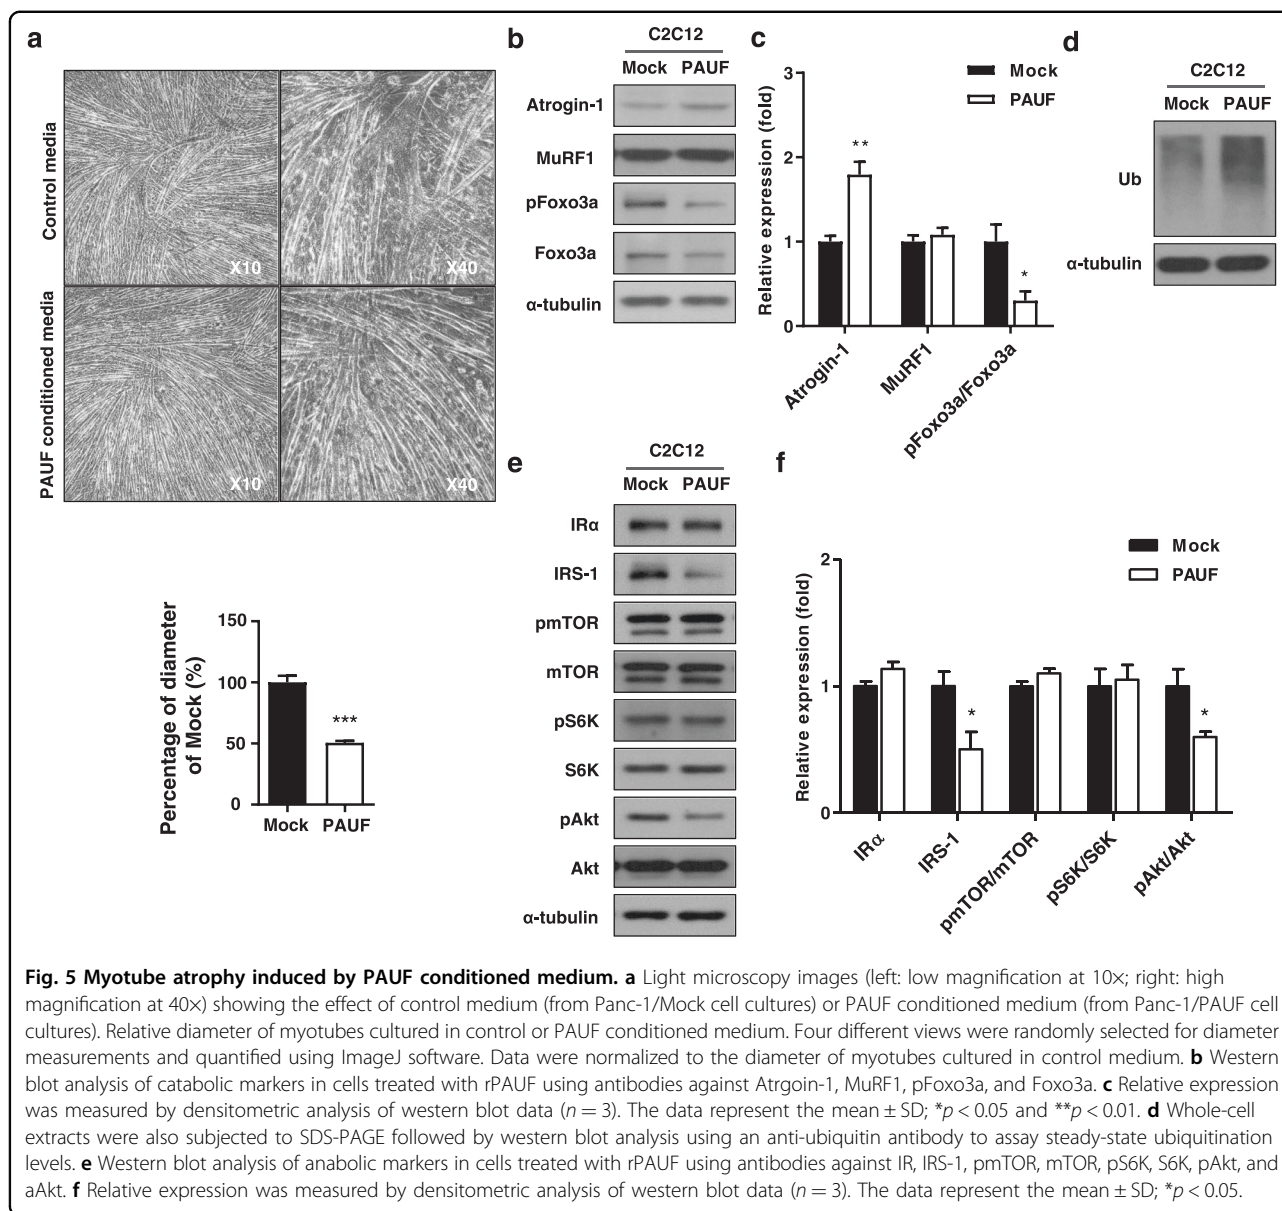 a
Control media
X10
X40
PAUF conditioned media
X10
X40
Percentage of diameter
of Mock (%)
150
100
50
0
***
Mock PAUF
b
C2C12
Mock PAUF
Atrogin-1
MuRF1
pFoxo3a
Foxo3a
α-tubulin
c
Relative expression (fold)
3
2
1
0
Mock
PAUF
**
*
Atrogin-1
MuRF1
pFoxo3a/Foxo3a
d
C2C12
Mock PAUF
Ub
α-tubulin
e
C2C12
Mock PAUF
IRα
IRS-1
pmTOR
mTOR
pS6K
S6K
pAkt
Akt
α-tubulin
f
Relative expression (fold)
2
1
0
Mock
PAUF
*
*
IRα
IRS-1
pmTOR/mTOR
pS6K/S6K
pAkt/Akt
Fig. 5 Myotube atrophy induced by PAUF conditioned medium. a Light microscopy images (left: low magnification at 10×; right: high
magnification at 40×) showing the effect of control medium (from Panc-1/Mock cell cultures) or PAUF conditioned medium (from Panc-1/PAUF cell
cultures). Relative diameter of myotubes cultured in control or PAUF conditioned medium. Four different views were randomly selected for diameter
measurements and quantified using ImageJ software. Data were normalized to the diameter of myotubes cultured in control medium. b Western
blot analysis of catabolic markers in cells treated with rPAUF using antibodies against Atrgoin-1, MuRF1, pFoxo3a, and Foxo3a. c Relative expression
was measured by densitometric analysis of western blot data (n = 3). The data represent the mean ± SD; *p < 0.05 and **p < 0.01. d Whole-cell
extracts were also subjected to SDS-PAGE followed by western blot analysis using an anti-ubiquitin antibody to assay steady-state ubiquitination
levels. e Western blot analysis of anabolic markers in cells treated with rPAUF using antibodies against IR, IRS-1, pmTOR, mTOR, pS6K, S6K, pAkt, and
aAkt. f Relative expression was measured by densitometric analysis of western blot data (n = 3). The data represent the mean ± SD; *p < 0.05.